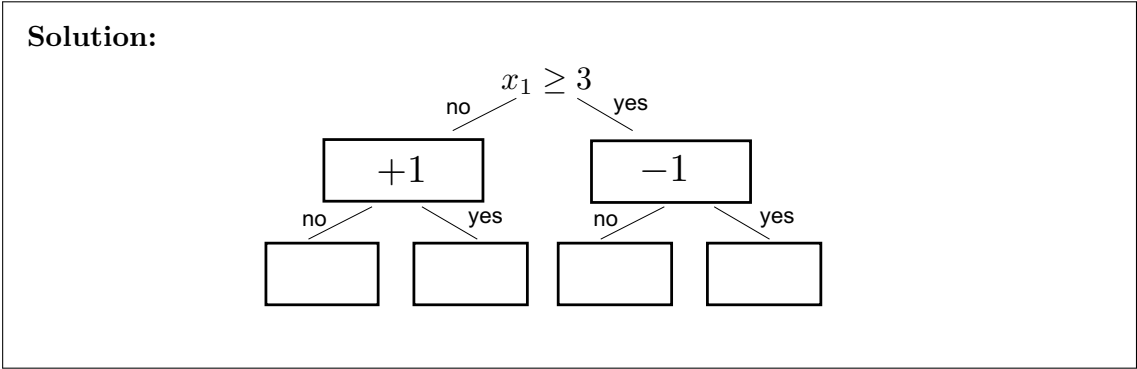 Solution:
x₁ ≥ 3
no yes
+1 −1
no yes no yes